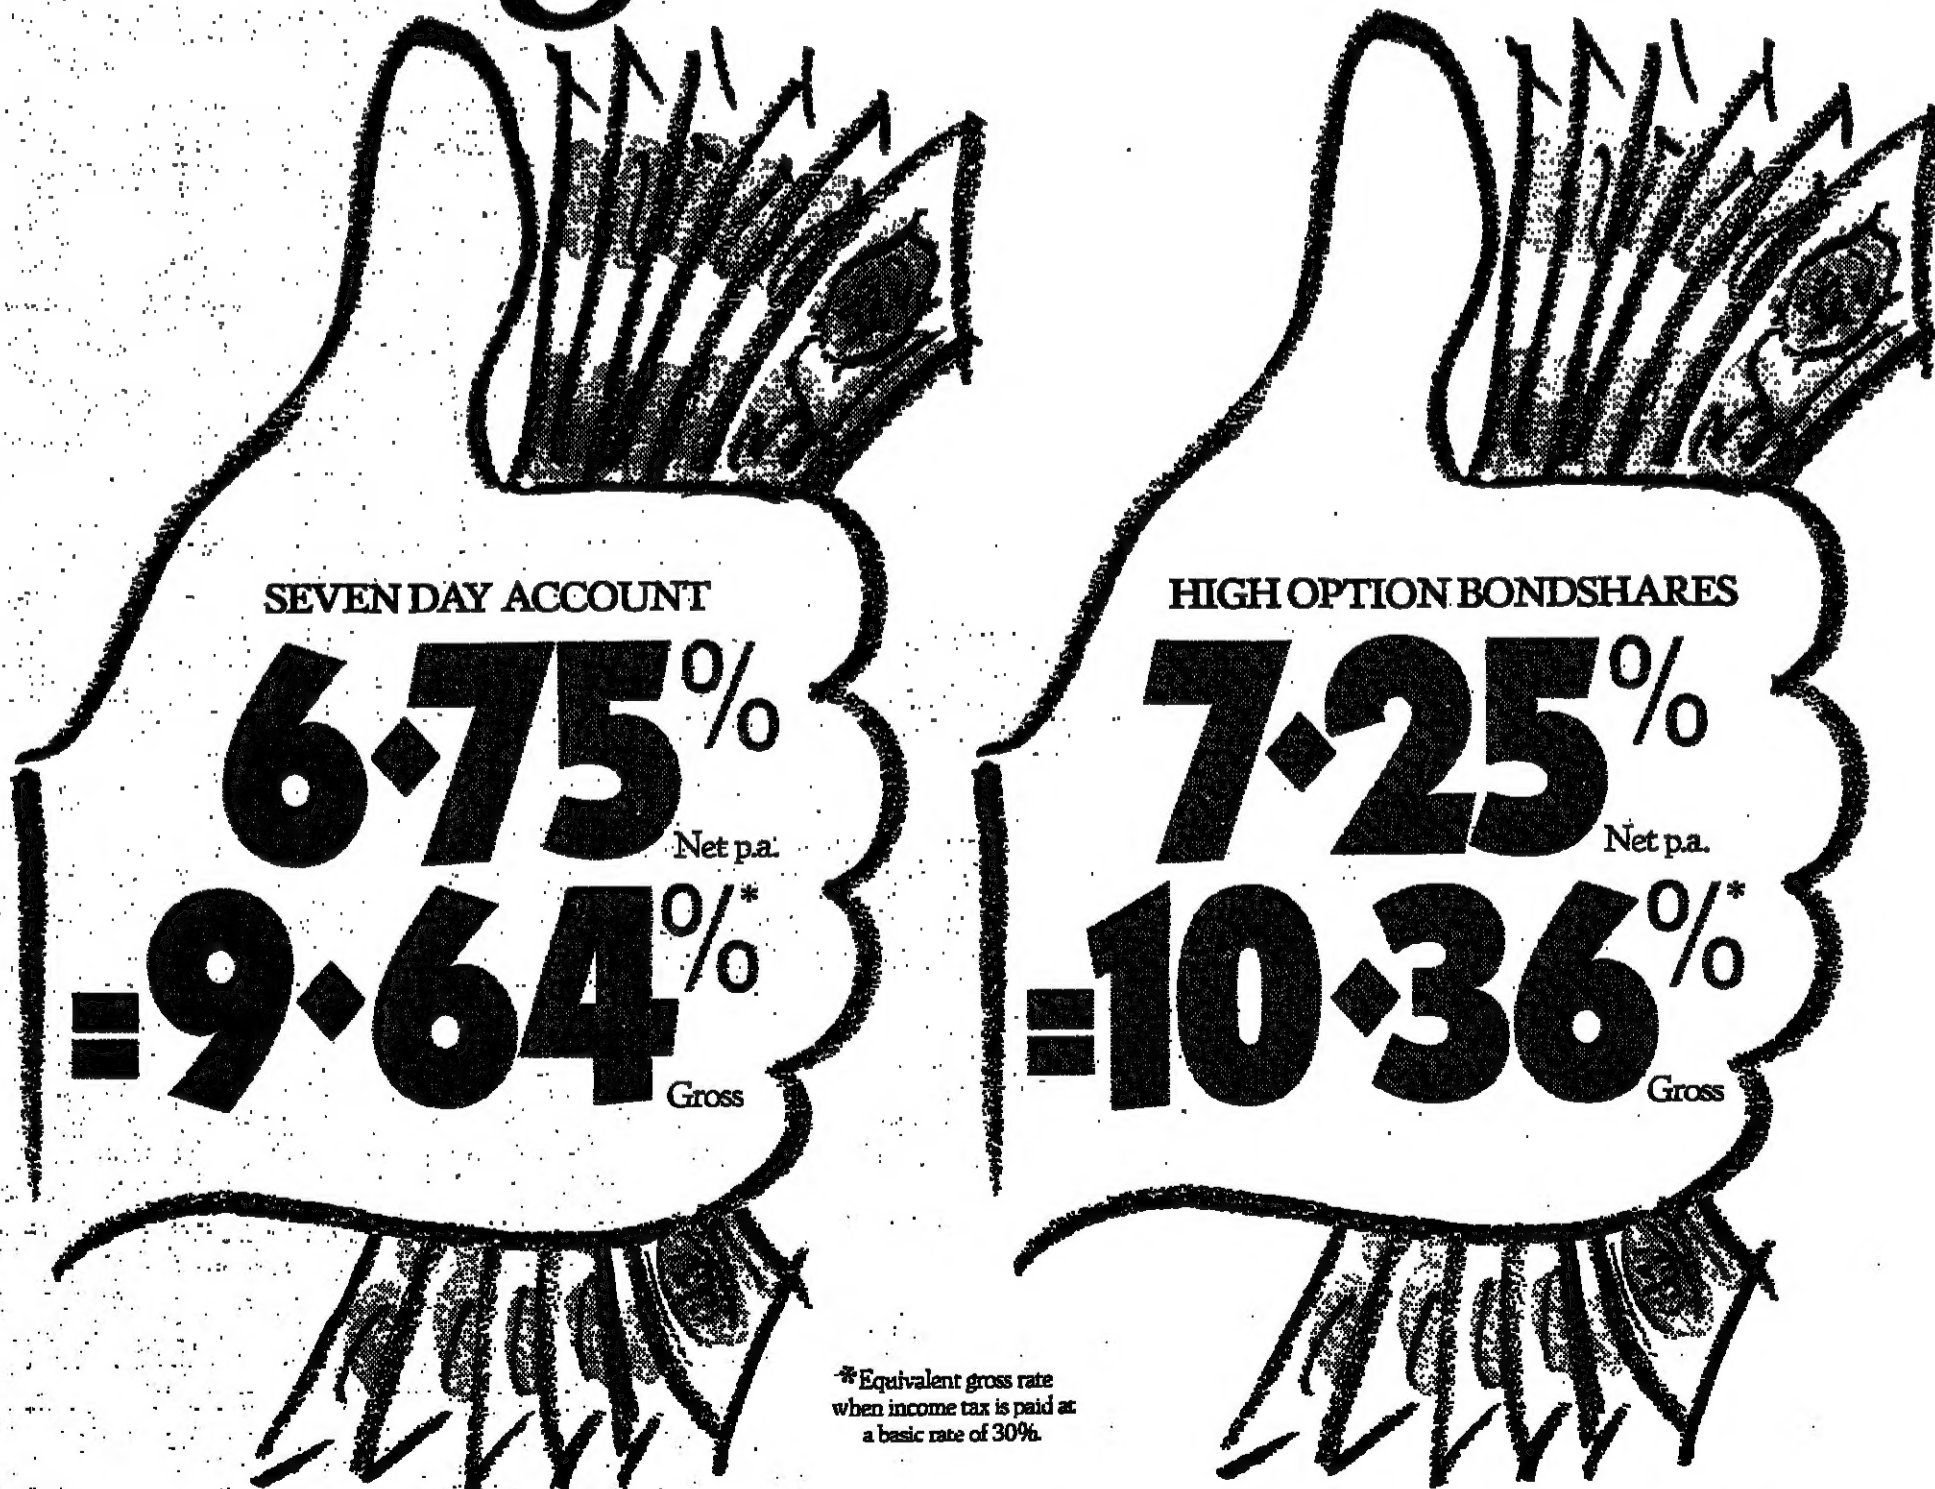 SEVEN DAY ACCOUNT
6·75%
Net p.a.
=9·64%*
Gross
HIGH OPTION BONDSHARES
7·25%
Net p.a.
=10·36%*
Gross
*Equivalent gross rate
when income tax is paid at
a basic rate of 30%.